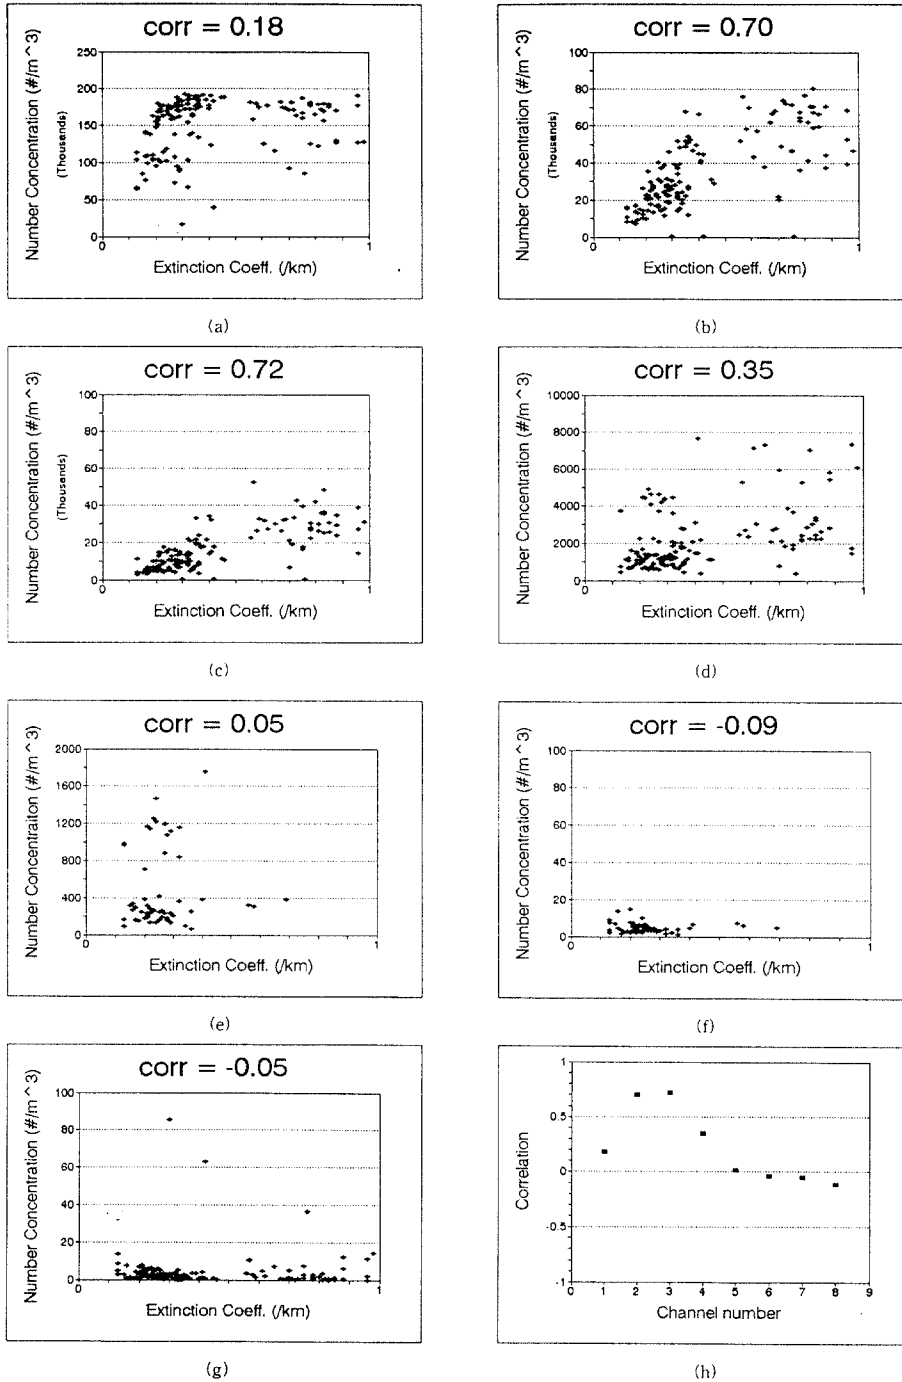 corr = 0.18
Number Concentration (#/m^3)
(Thousands)
250
200
150
100
50
0
0
1
Extinction Coeff. (/km)
(a)
corr = 0.70
Number Concentration (#/m^3)
(Thousands)
100
80
60
40
20
0
0
1
Extinction Coeff. (/km)
(b)
corr = 0.72
Number Concentration (#/m^3)
(Thousands)
100
80
60
40
20
0
0
1
Extinction Coeff. (/km)
(c)
corr = 0.35
Number Concentration (#/m^3)
10000
8000
6000
4000
2000
0
0
1
Extinction Coeff. (/km)
(d)
corr = 0.05
Number Concentraiton (#/m^3)
2000
1600
1200
800
400
0
0
1
Extinction Coeff. (/km)
(e)
corr = -0.09
Number Concentration (#/m^3)
100
80
60
40
20
0
0
1
Extinction Coeff. (/km)
(f)
corr = -0.05
Number Concentration (#/m^3)
100
80
60
40
20
0
0
1
Extinction Coeff. (/km)
(g)
Correlation
1
0.5
0
-0.5
-1
0 1 2 3 4 5 6 7 8 9
Channel number
(h)